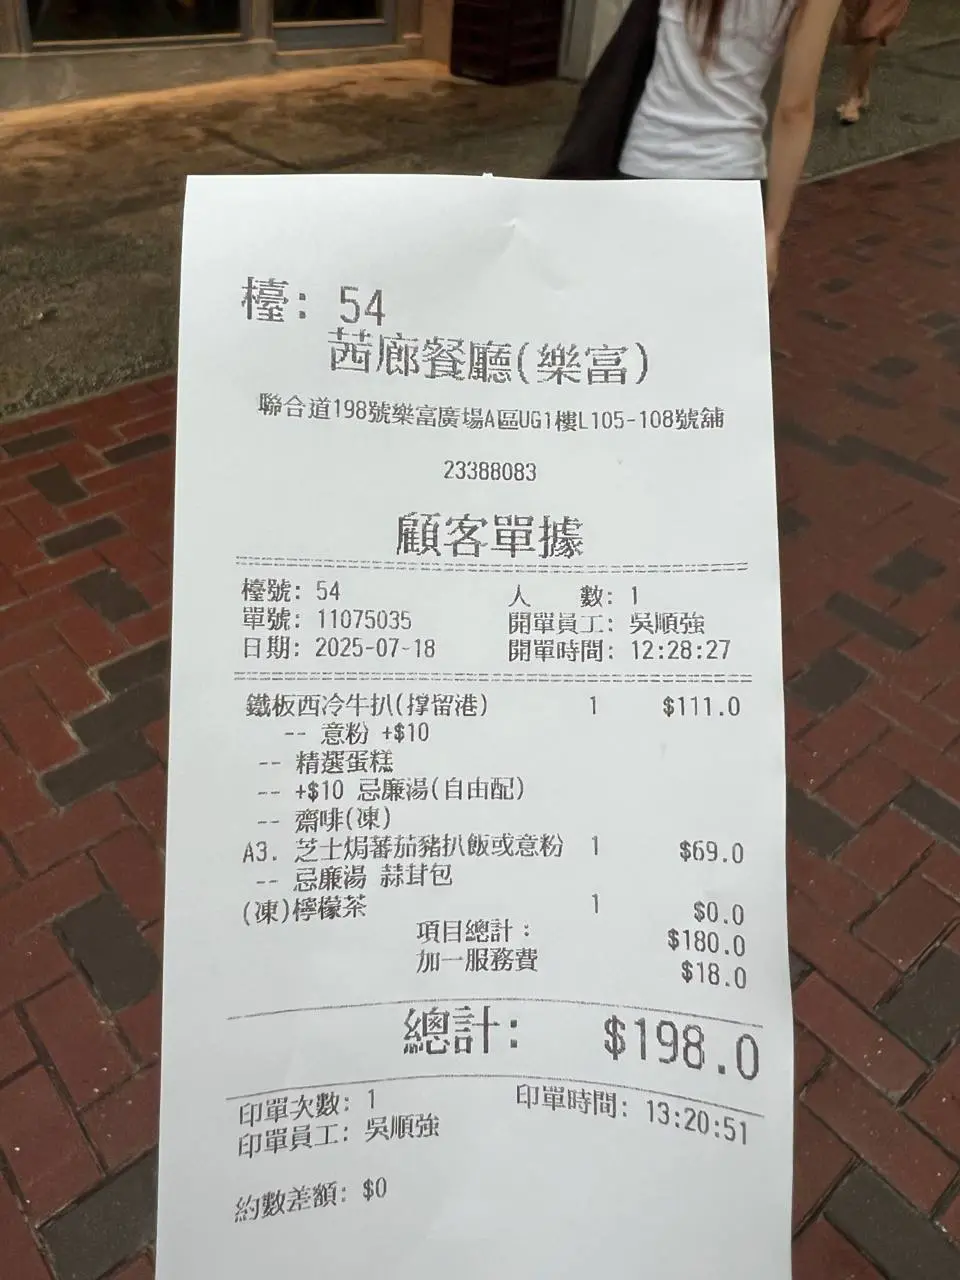 檯: 54
茜廊餐廳(樂富)
聯合道198號樂富廣場A區UG1樓L105-108號舖
23388083
顧客單據
檯號: 54 人 數: 1
單號: 11075035 開單員工: 吳順強
日期: 2025-07-18 開單時間: 12:28:27
鐵板西冷牛扒(撐留港) 1 $111.0
-- 意粉 +$10
-- 精選蛋糕
-- +$10 忌廉湯(自由配)
-- 齋啡(凍)
A3. 芝士焗蕃茄豬扒飯或意粉 1 $69.0
-- 忌廉湯 蒜茸包
(凍)檸檬茶 1 $0.0
項目總計: $180.0
加一服務費 $18.0
總計: $198.0
印單次數: 1 印單時間: 13:20:51
印單員工: 吳順強
約數差額: $0